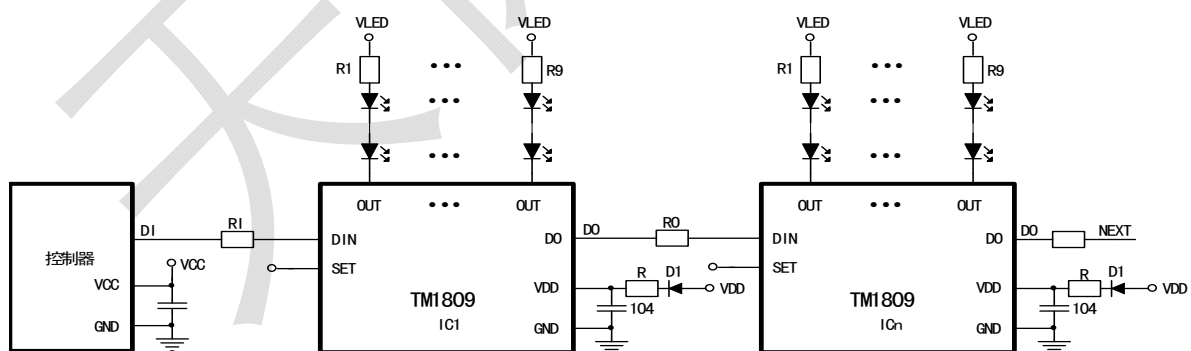 VLED VLED VLED VLED
R1 R9 R1 R9
OUT OUT OUT OUT
DI RI DIN DO DO RO DIN DO DO NEXT
控制器 VCC SET SET
VCC VDD R D1 VDD VDD R D1 VDD
TM1809 104 TM1809 104
GND IC1 GND ICn GND
天